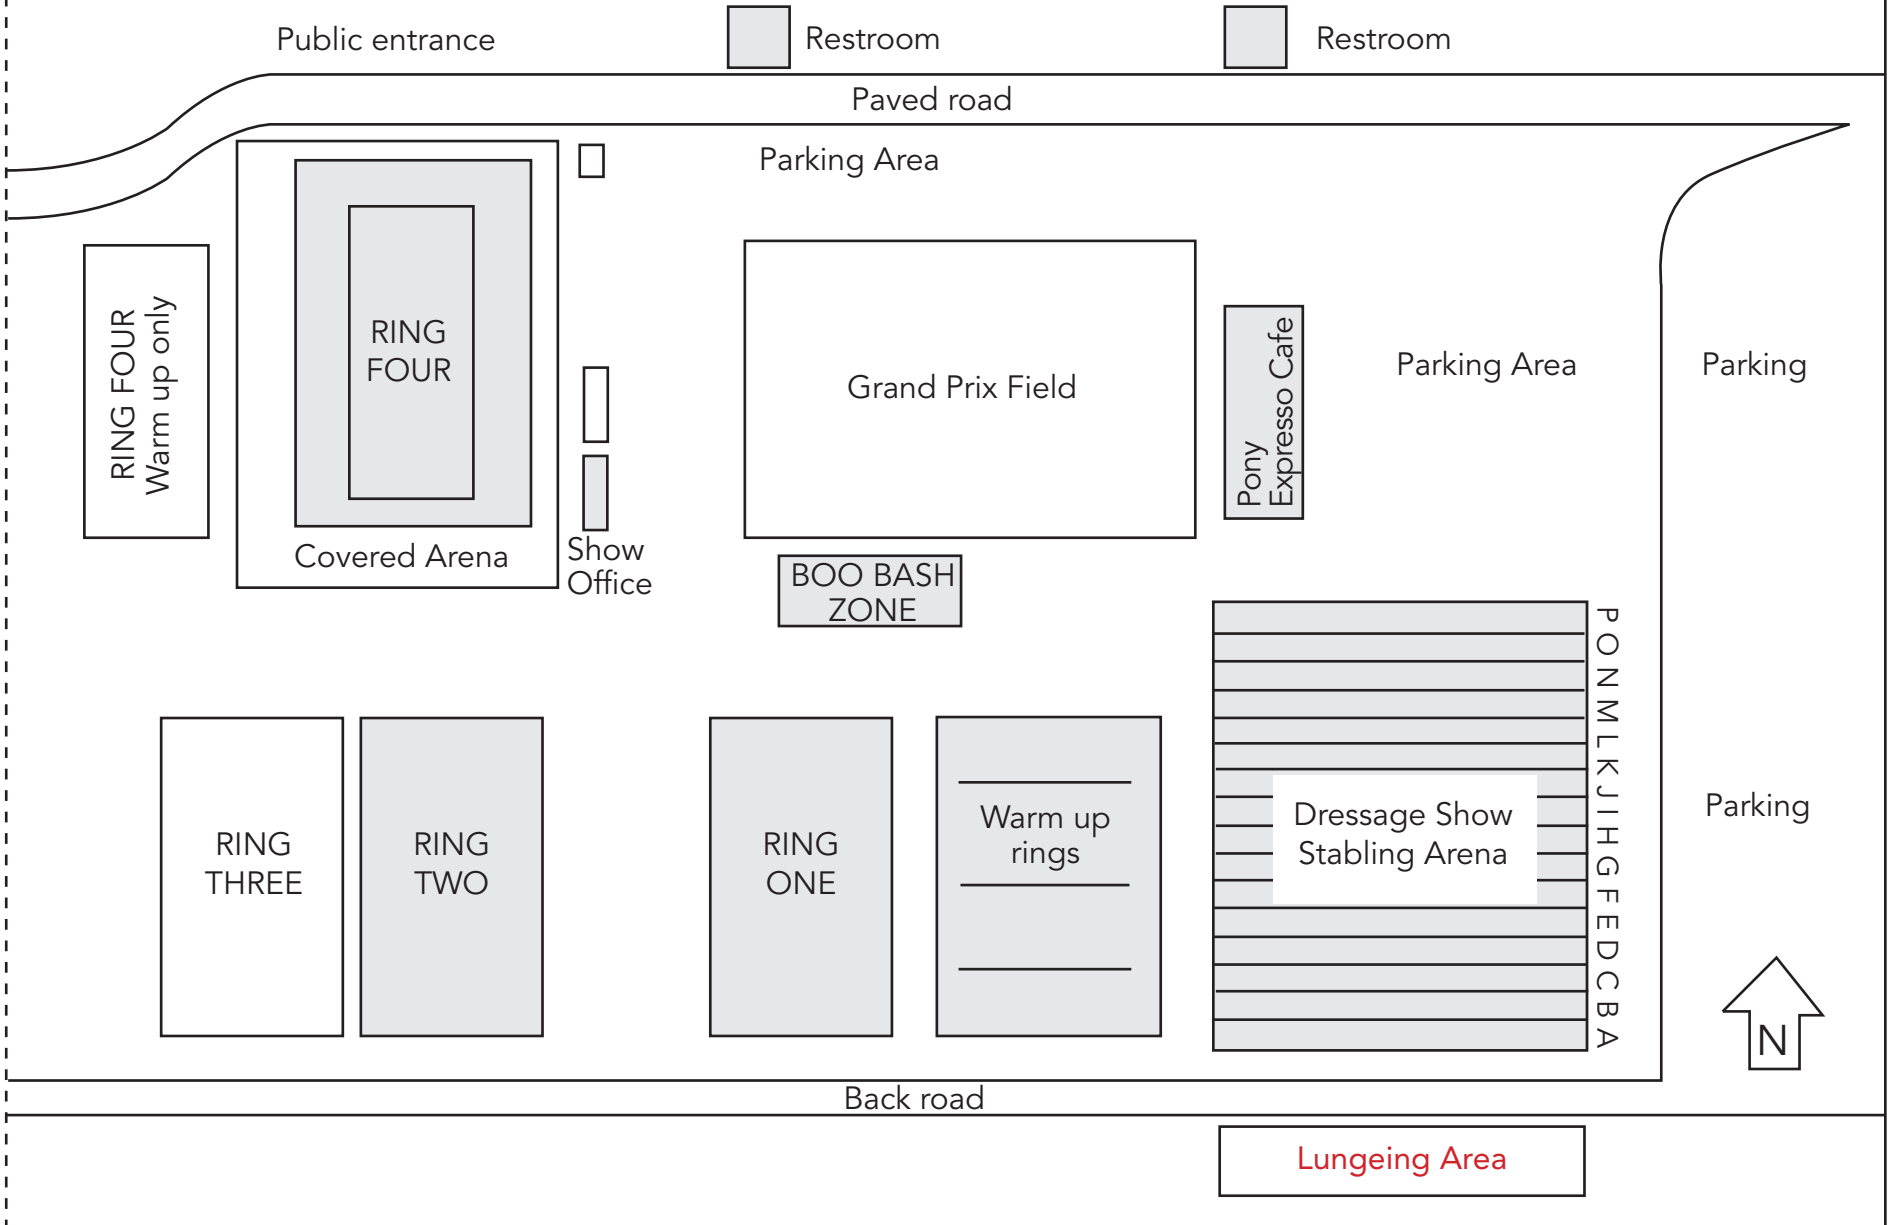 Public entrance
Restroom
Restroom
Paved road
Parking Area
RING FOUR
Warm up only
RING
FOUR
Covered Arena
Show
Office
Grand Prix Field
BOO BASH
ZONE
Pony
Expresso Cafe
Parking Area
Parking
RING
THREE
RING
TWO
RING
ONE
Warm up
rings
Dressage Show
Stabling Arena
P O N M L K J I H G F E D C B A
Parking
N
Back road
Lungeing Area